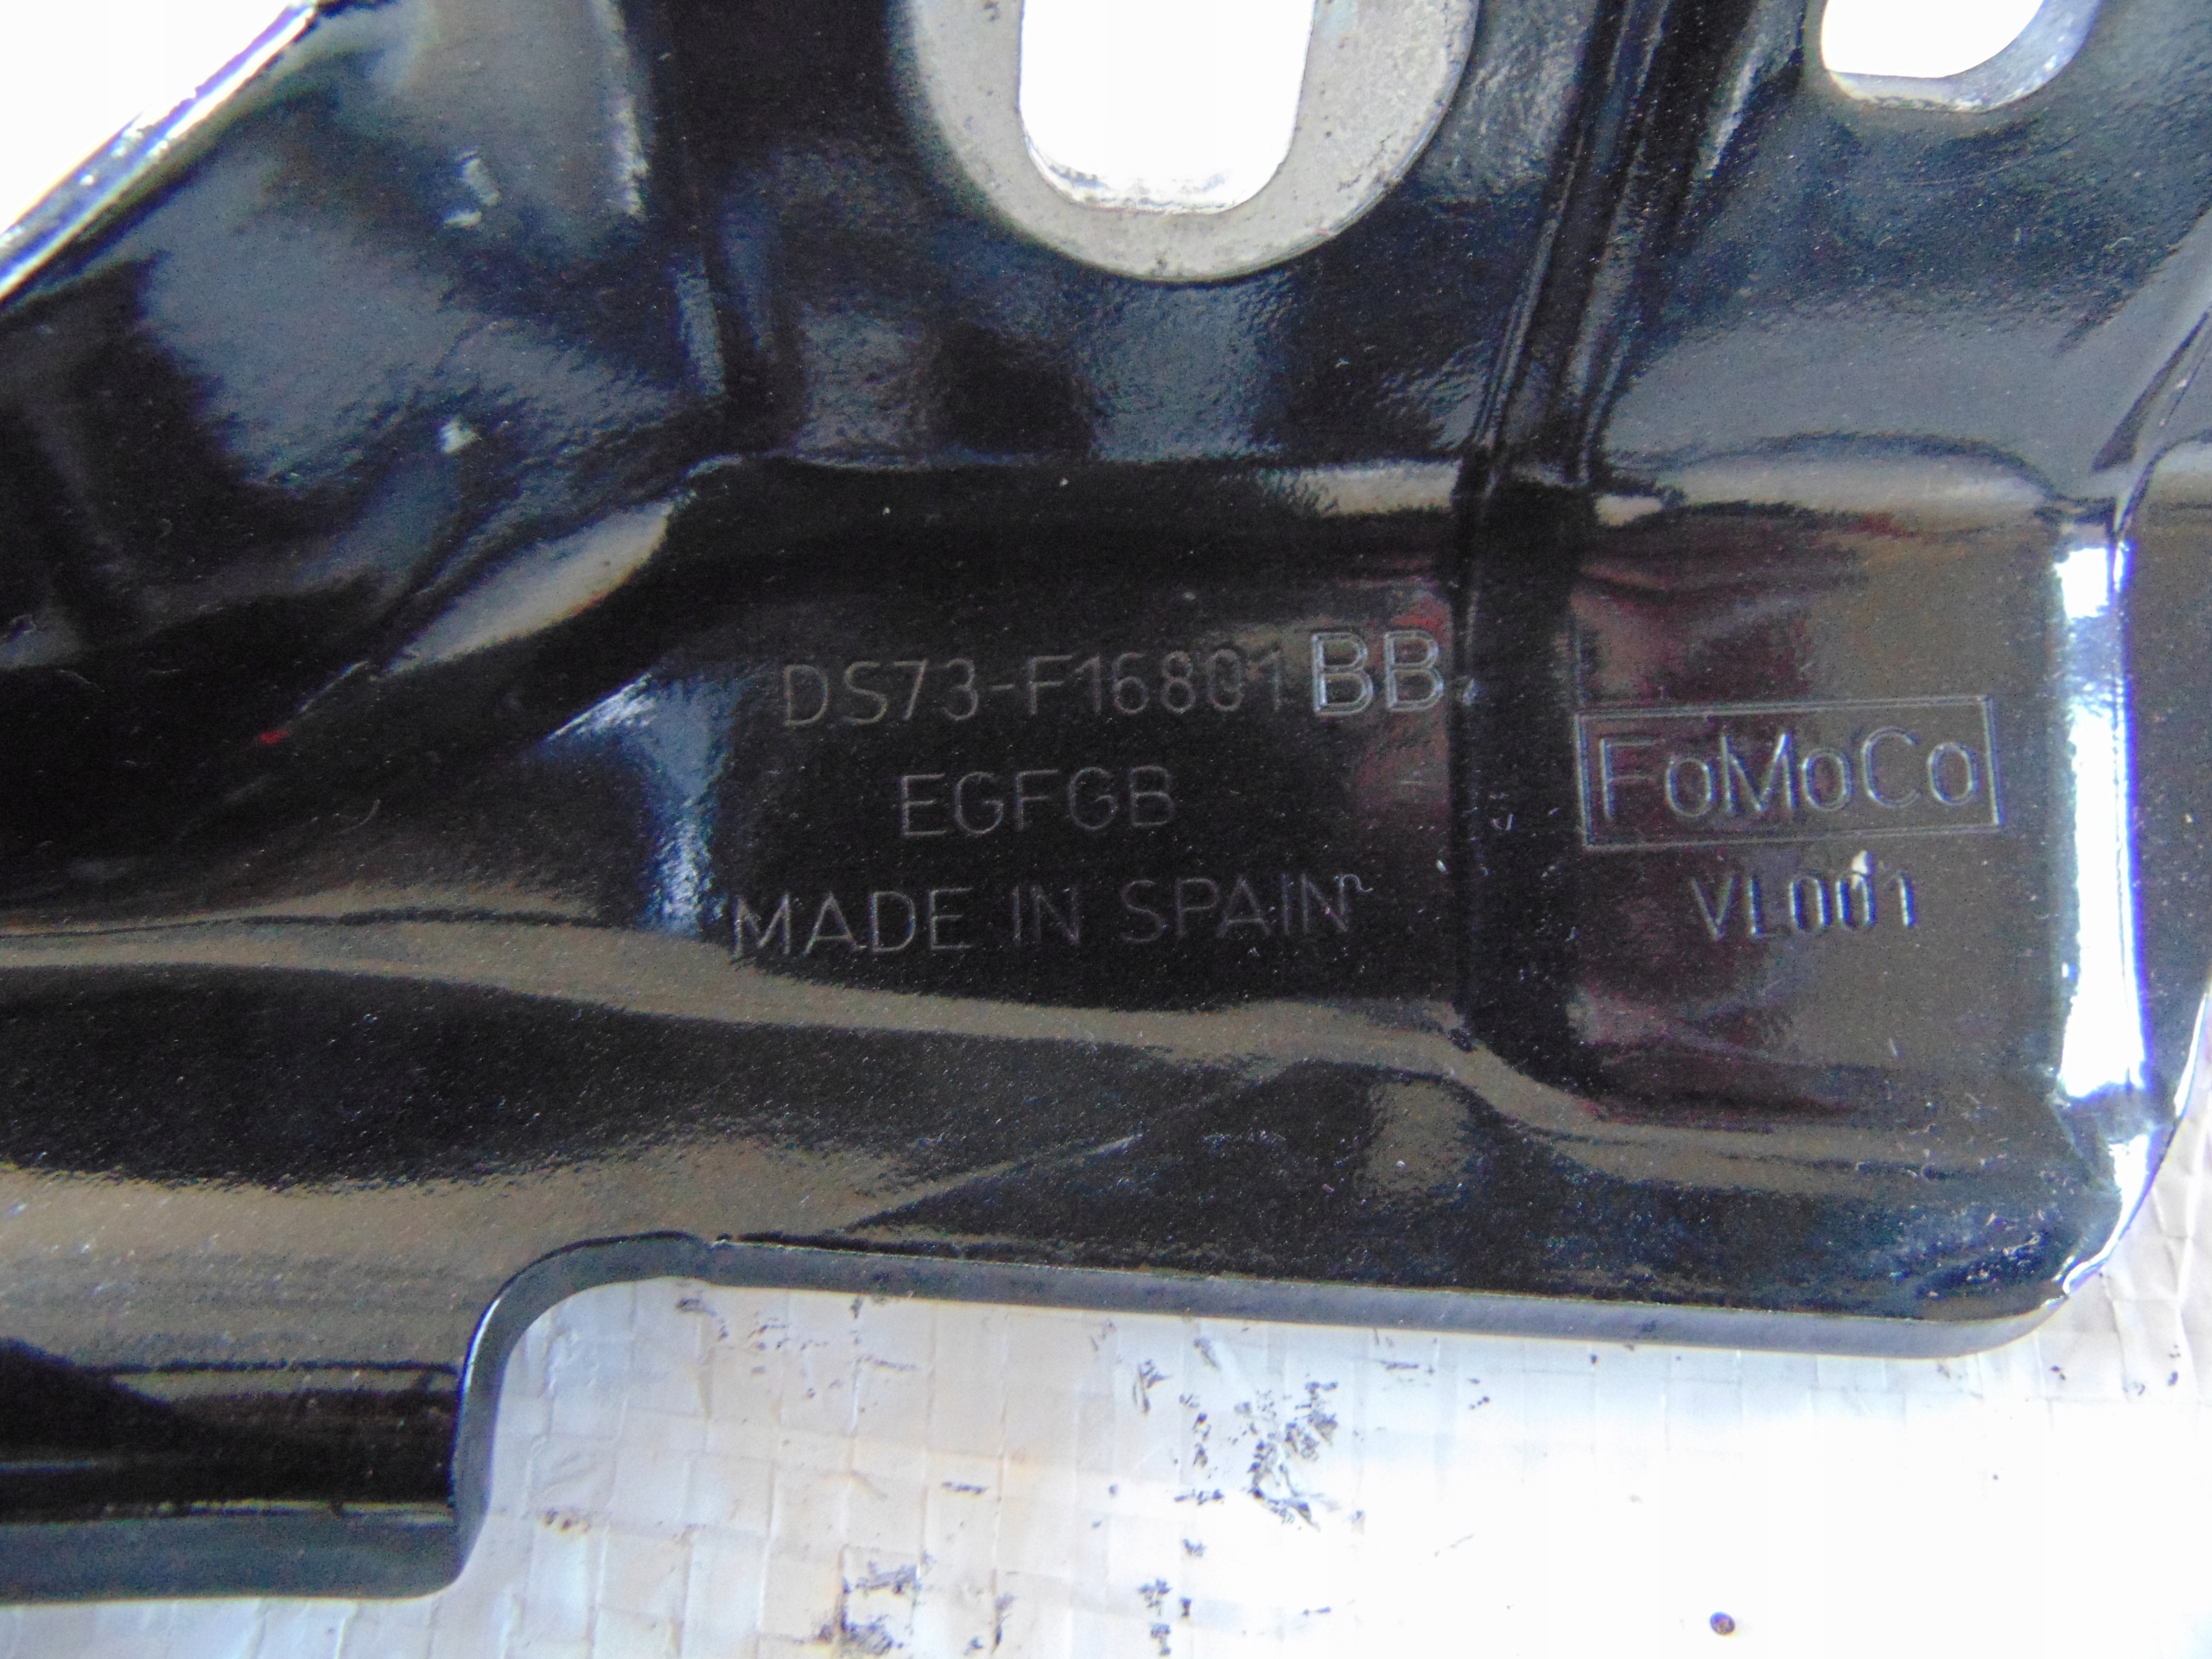 DS73-F16801BB
EGFGB
MADE IN SPAIN
FoMoCo
VL001